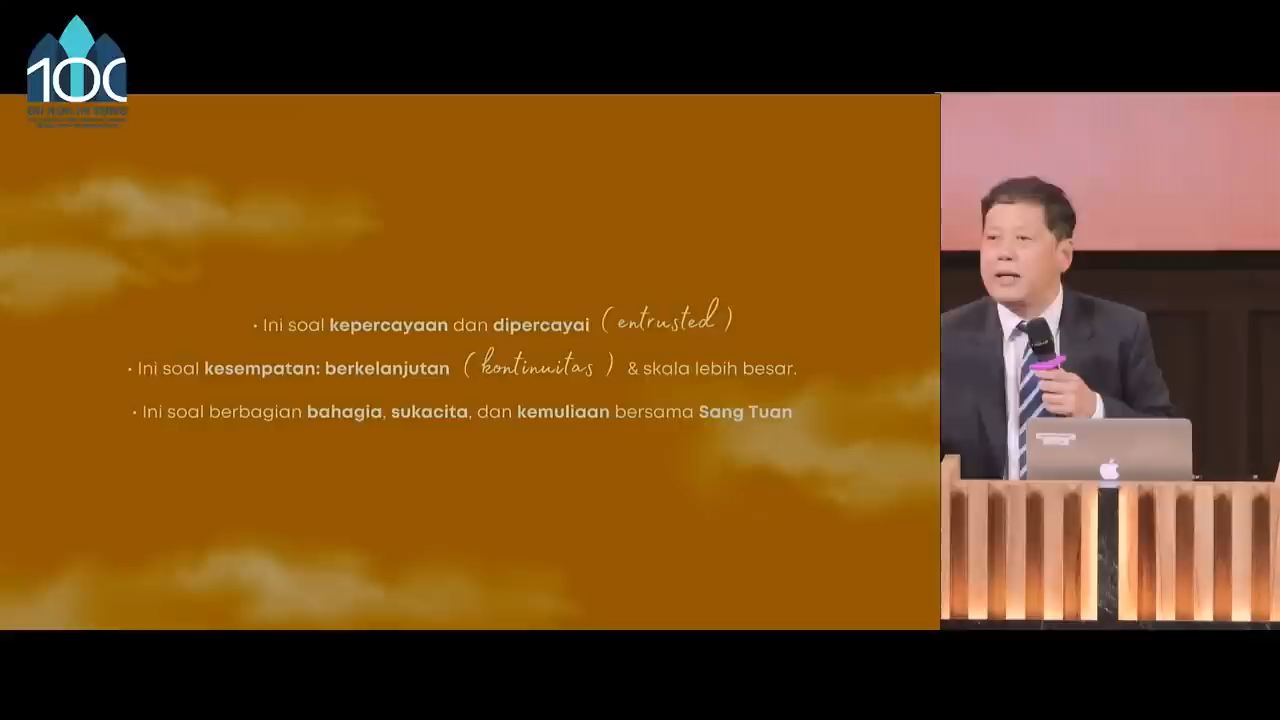 100
• Ini soal kepercayaan dan dipercayai (entrusted)
• Ini soal kesempatan: berkelanjutan (kontinuitas) & skala lebih besar.
• Ini soal berbagian bahagia, sukacita, dan kemuliaan bersama Sang Tuan